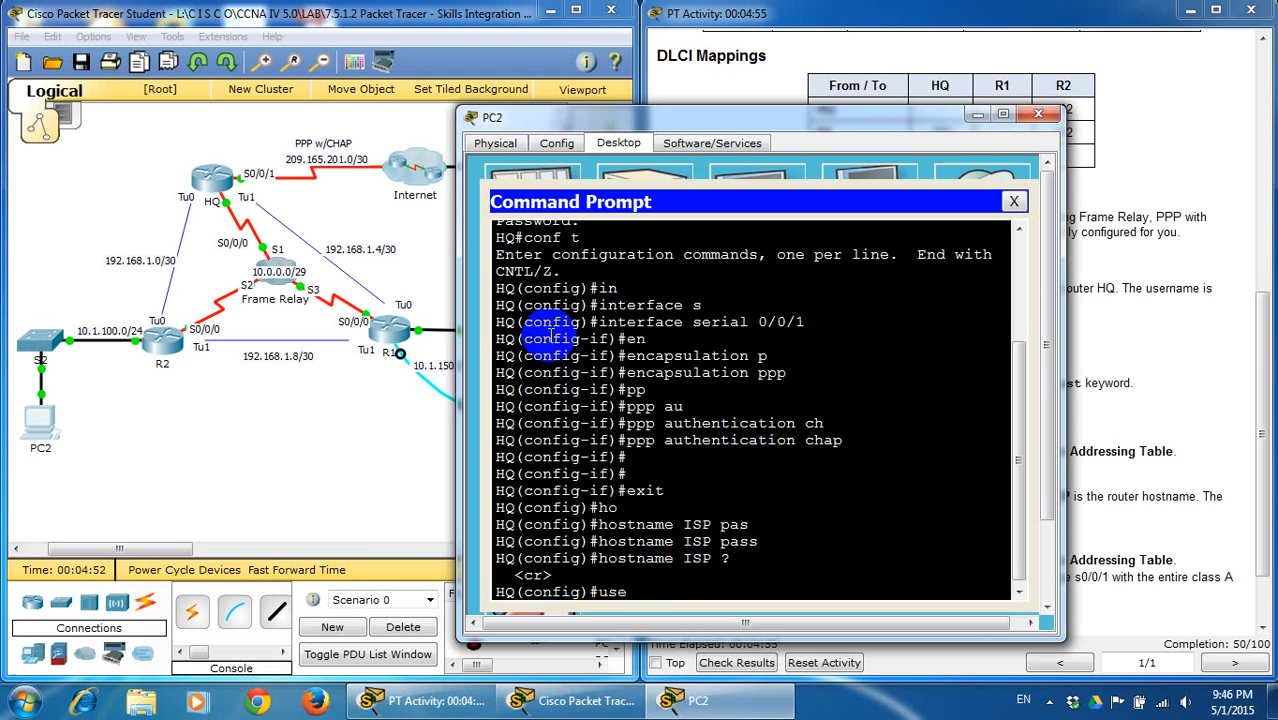 Cisco Packet Tracer Student - L:\C I S C O\CCNA IV 5.0\LAB\7.5.1.2 Packet Tracer - Skills Integration
File Edit Options View Tools Extensions Help
Logical [Root] New Cluster Move Object Set Tiled Background Viewport
PPP w/CHAP
209.165.201.0/30
S0/0/1
Internet
Tu0 HQ Tu1
S0/0/0
S1
192.168.1.4/30
192.168.1.0/30
10.0.0.0/29
S2 S3
Frame Relay
Tu0
Tu0
S0/0/0
10.1.100.0/24
S0/0/0
S2
R2
Tu1
192.168.1.8/30
Tu1 R1
10.1.150
PC2
Time: 00:04:52 Power Cycle Devices Fast Forward Time
Connections
Scenario 0
New Delete
Toggle PDU List Window
Console
PC2
Physical Config Desktop Software/Services
Command Prompt X
Password:
HQ#conf t
Enter configuration commands, one per line. End with
CNTL/Z.
HQ(config)#in
HQ(config)#interface s
HQ(config)#interface serial 0/0/1
HQ(config-if)#en
HQ(config-if)#encapsulation p
HQ(config-if)#encapsulation ppp
HQ(config-if)#pp
HQ(config-if)#ppp au
HQ(config-if)#ppp authentication ch
HQ(config-if)#ppp authentication chap
HQ(config-if)#
HQ(config-if)#
HQ(config-if)#exit
HQ(config)#ho
HQ(config)#hostname ISP pas
HQ(config)#hostname ISP pass
HQ(config)#hostname ISP ?
<cr>
HQ(config)#use
PT Activity: 00:04:55
DLCI Mappings
From / To HQ R1 R2
ng Frame Relay, PPP with
ly configured for you.
outer HQ. The username is
st keyword.
Addressing Table.
P is the router hostname. The
Addressing Table.
e s0/0/1 with the entire class A
Time Elapsed: 00:04:55 Completion: 50/100
Top Check Results Reset Activity < 1/1 >
PT Activity: 00:04:... Cisco Packet Tracer... PC2
EN
9:46 PM
5/1/2015